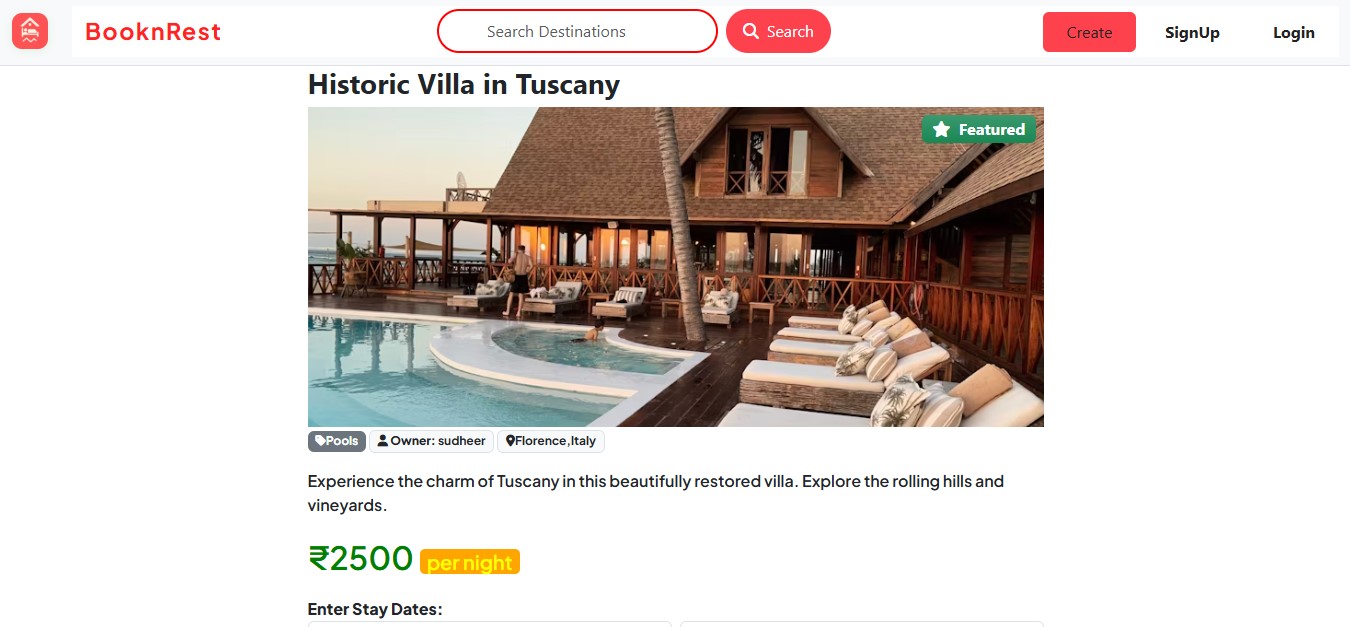 BooknRest
Search Destinations
Search
Create
SignUp
Login
Historic Villa in Tuscany
Featured
Pools
Owner: sudheer
Florence,Italy
Experience the charm of Tuscany in this beautifully restored villa. Explore the rolling hills and
vineyards.
₹2500 per night
Enter Stay Dates: